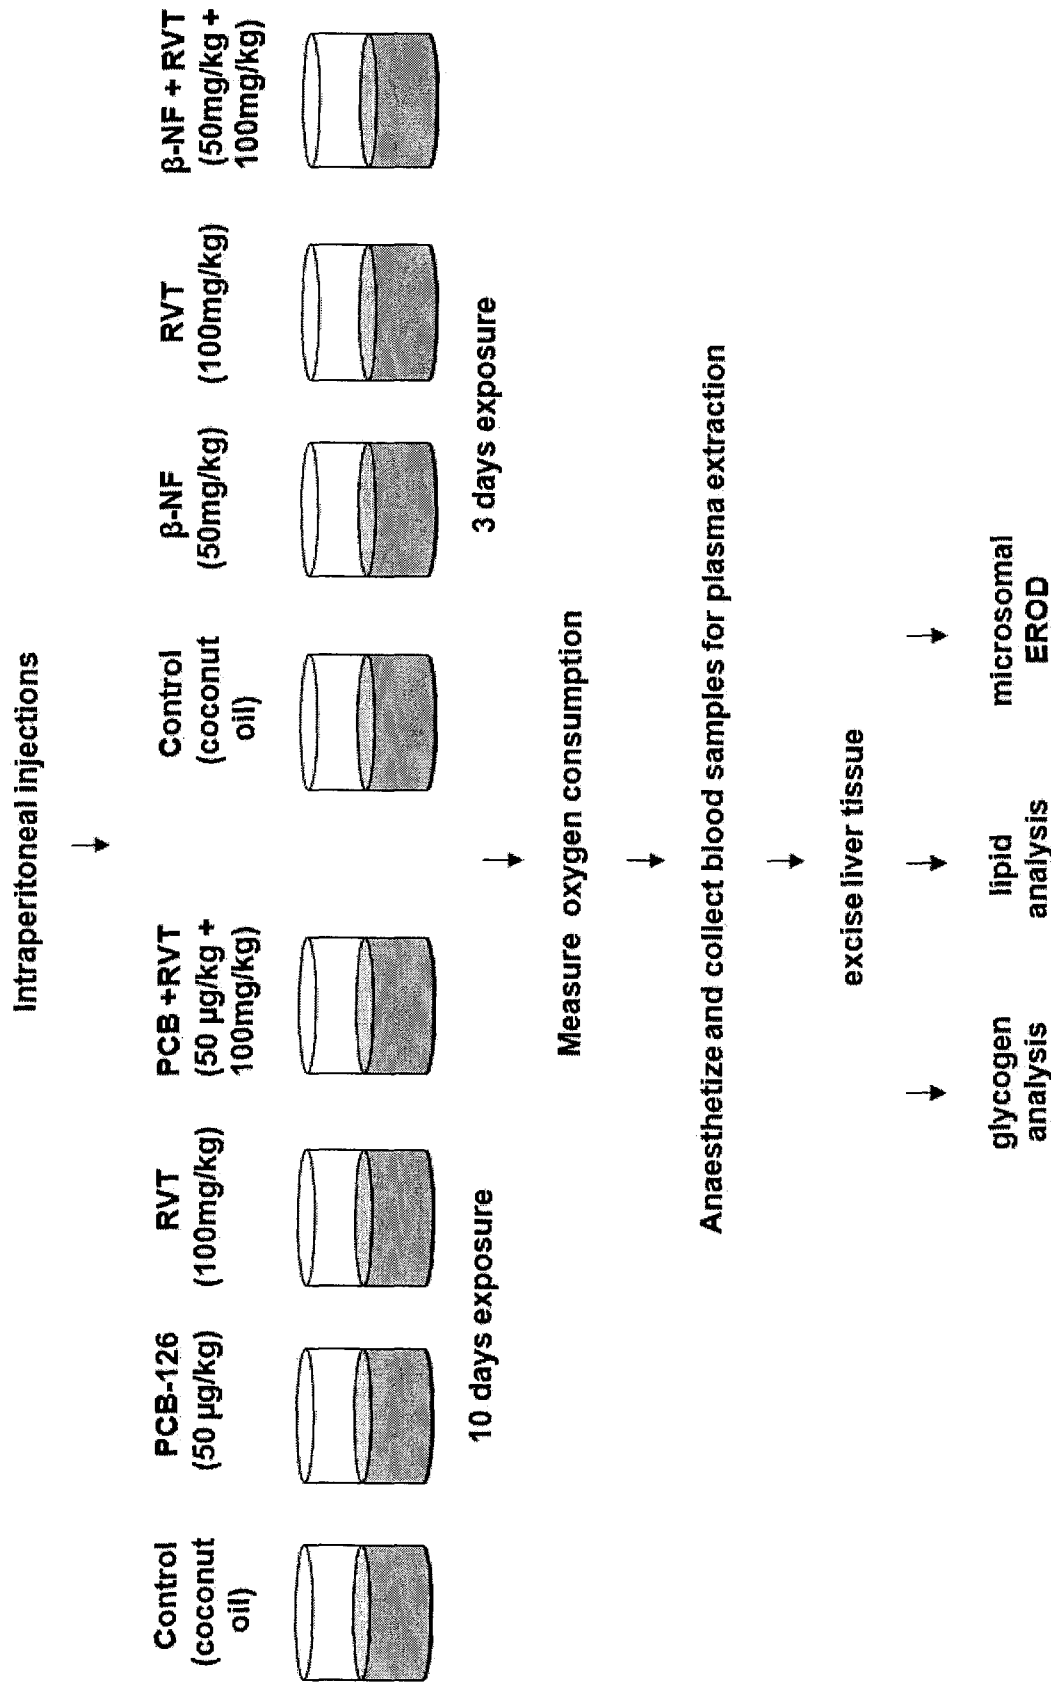 Intraperitoneal injections
Control
(coconut
oil)
PCB-126
(50 µg/kg)
RVT
(100mg/kg)
PCB +RVT
(50 µg/kg +
100mg/kg)
Control
(coconut
oil)
β-NF
(50mg/kg)
RVT
(100mg/kg)
β-NF + RVT
(50mg/kg +
100mg/kg)
10 days exposure
3 days exposure
Measure oxygen consumption
Anaesthetize and collect blood samples for plasma extraction
excise liver tissue
glycogen
analysis
lipid
analysis
microsomal
EROD